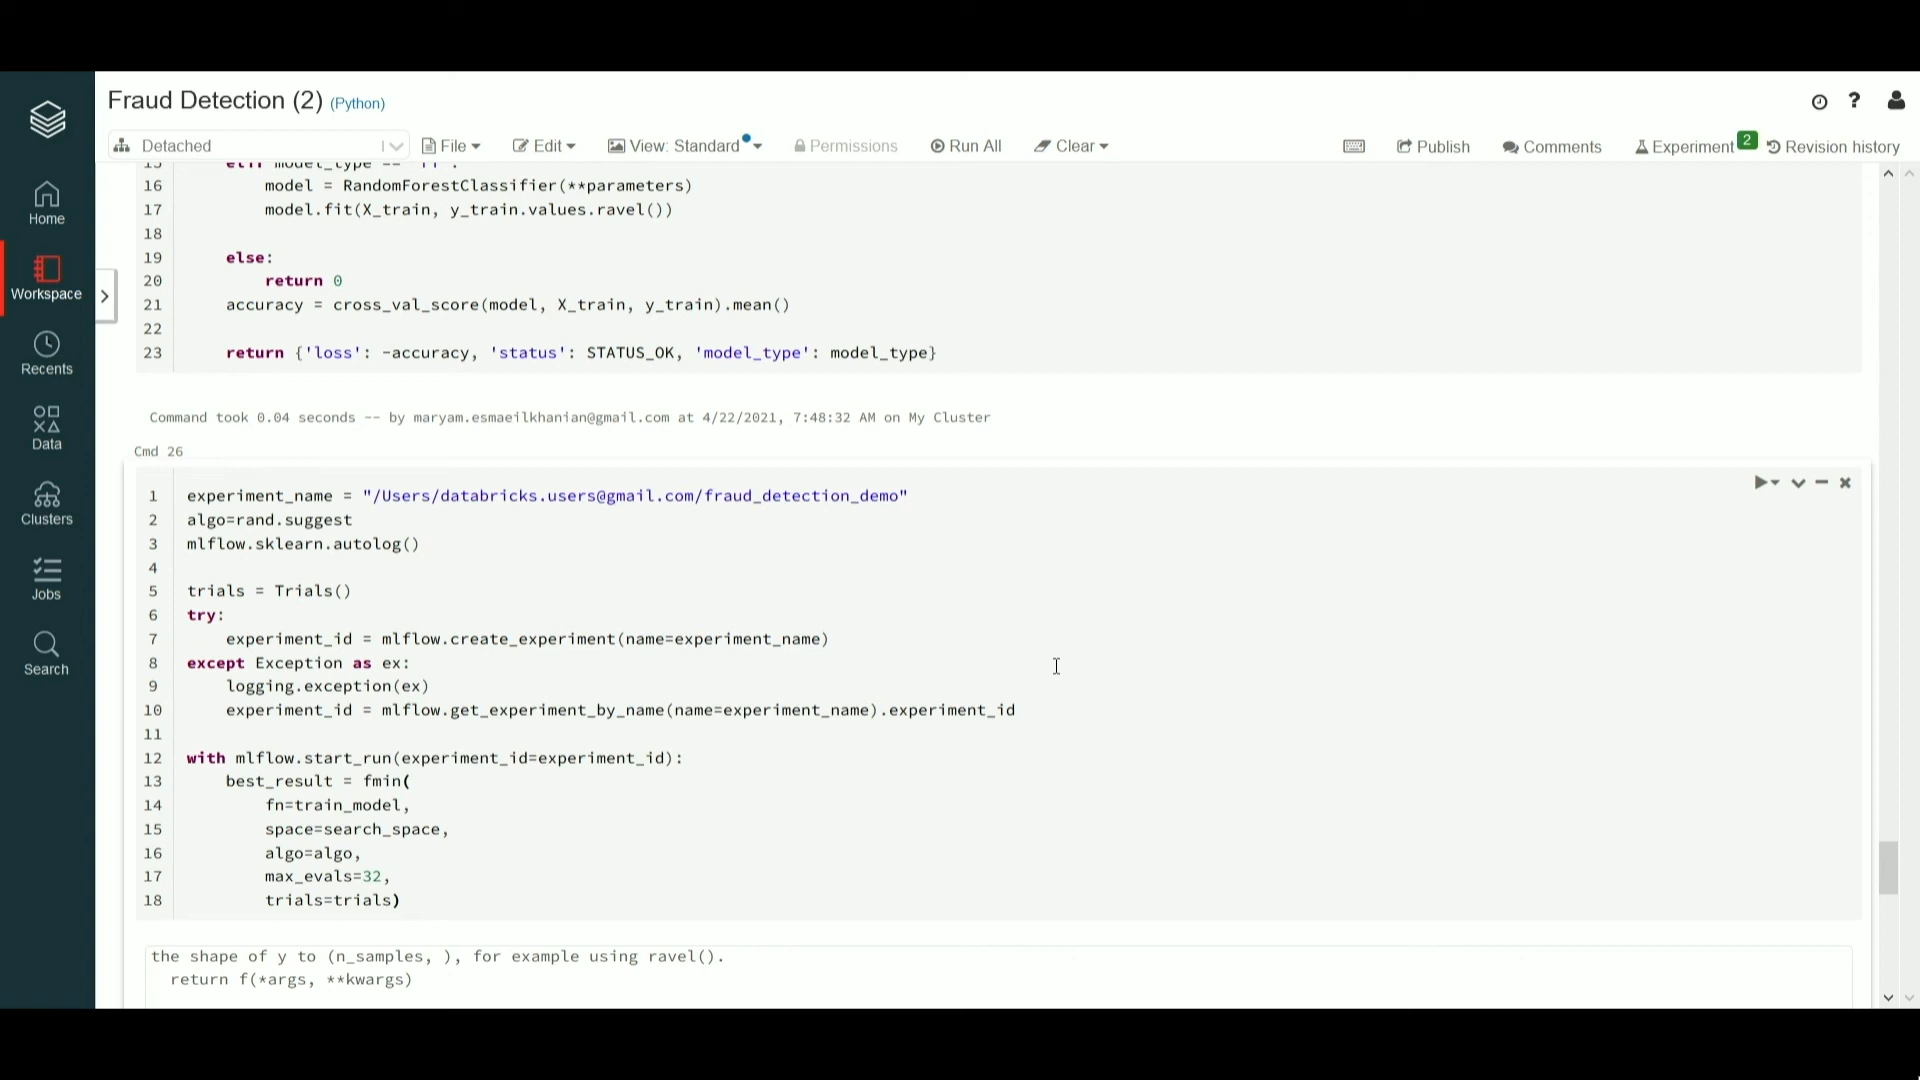 Fraud Detection (2) (Python)
Detached File Edit View: Standard Permissions Run All Clear Publish Comments Experiment 2 Revision history
Home
Workspace
Recents
Data
Clusters
Jobs
Search
16 model = RandomForestClassifier(**parameters)
17 model.fit(X_train, y_train.values.ravel())
18
19 else:
20 return 0
21 accuracy = cross_val_score(model, X_train, y_train).mean()
22
23 return {'loss': -accuracy, 'status': STATUS_OK, 'model_type': model_type}
Command took 0.04 seconds -- by maryam.esmaeilkhanian@gmail.com at 4/22/2021, 7:48:32 AM on My Cluster
Cmd 26
1 experiment_name = "/Users/databricks.users@gmail.com/fraud_detection_demo"
2 algo=rand.suggest
3 mlflow.sklearn.autolog()
4
5 trials = Trials()
6 try:
7 experiment_id = mlflow.create_experiment(name=experiment_name)
8 except Exception as ex:
9 logging.exception(ex)
10 experiment_id = mlflow.get_experiment_by_name(name=experiment_name).experiment_id
11
12 with mlflow.start_run(experiment_id=experiment_id):
13 best_result = fmin(
14 fn=train_model,
15 space=search_space,
16 algo=algo,
17 max_evals=32,
18 trials=trials)
the shape of y to (n_samples, ), for example using ravel().
return f(*args, **kwargs)